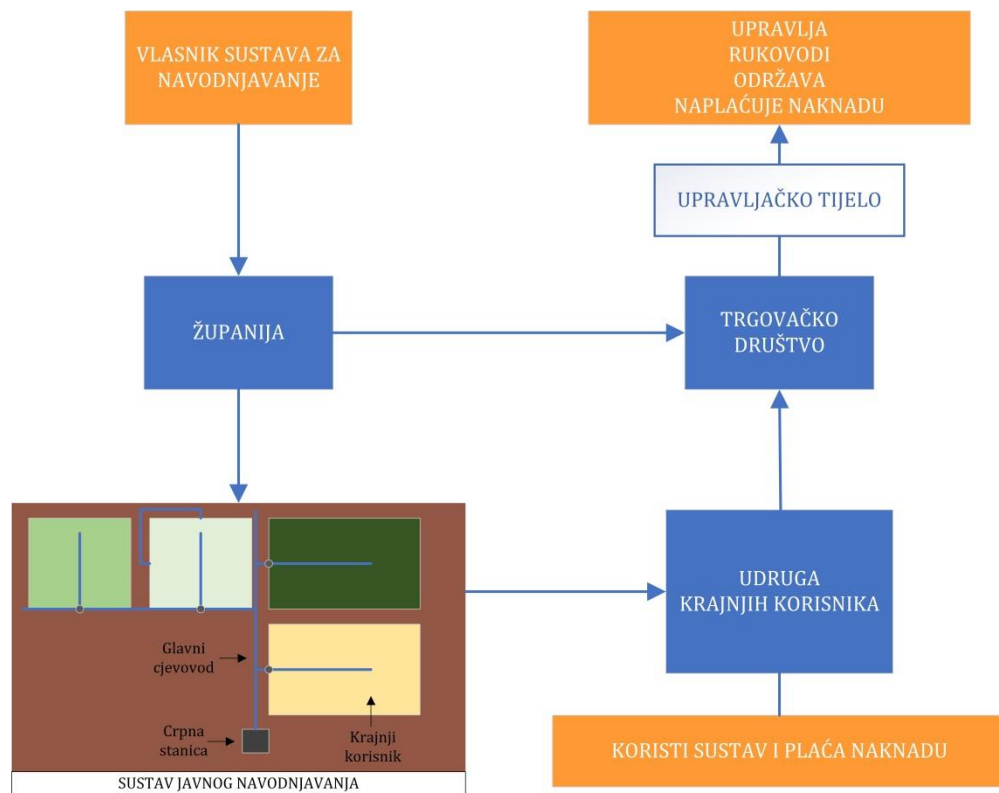 VLASNIK SUSTAVA ZA
NAVODNJAVANJE
UPRAVLJA
RUKOVODI
ODRŽAVA
NAPLAĆUJE NAKNADU
UPRAVLJAČKO TIJELO
ŽUPANIJA
TRGOVAČKO
DRUŠTVO
Glavni
cjevovod
Crpna
stanica
Krajnji
korisnik
SUSTAV JAVNOG NAVODNJAVANJA
UDRUGA
KRAJNJIH KORISNIKA
KORISTI SUSTAV I PLAĆA NAKNADU